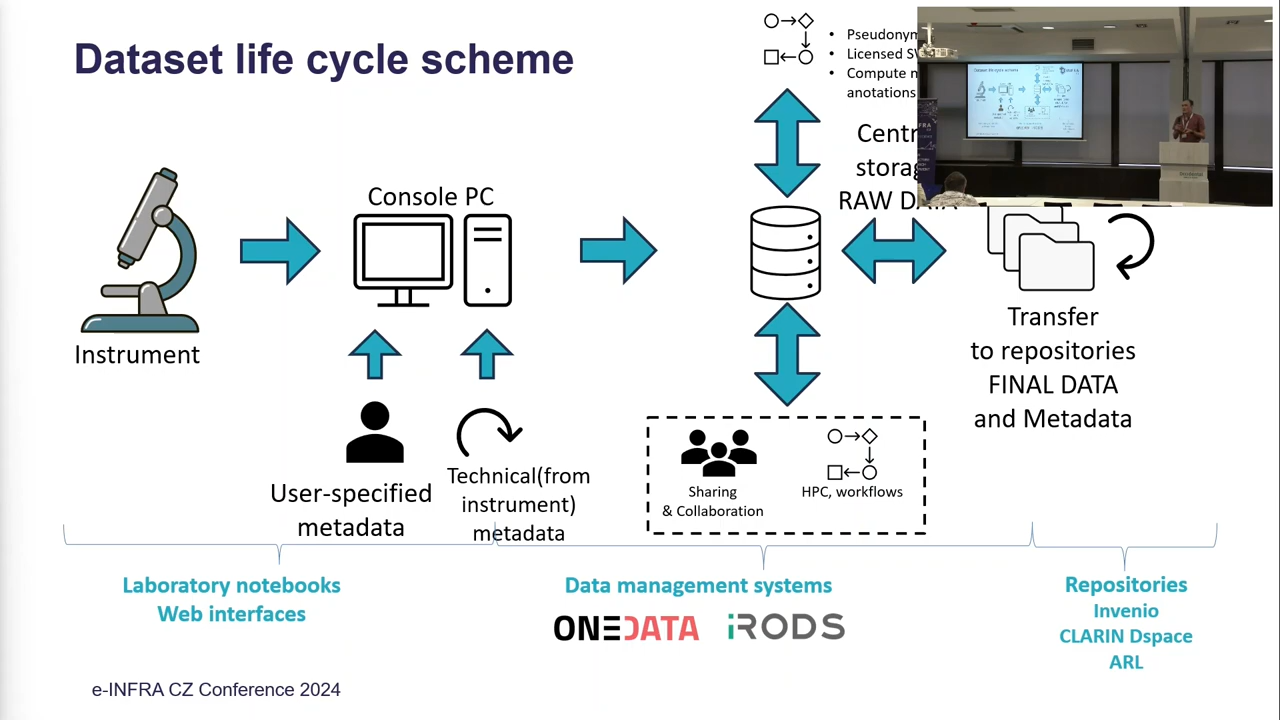 Dataset life cycle scheme
• Pseudonym
• Licensed
• Compute
anotations
Console PC
storag
RAW DATA
Instrument
Transfer
to repositories
FINAL DATA
and Metadata
User-specified
metadata
Technical(from
instrument)
metadata
Sharing
& Collaboration
HPC, workflows
Laboratory notebooks
Web interfaces
Data management systems
ONEDATA
iRODS
Repositories
Invenio
CLARIN Dspace
ARL
e-INFRA CZ Conference 2024